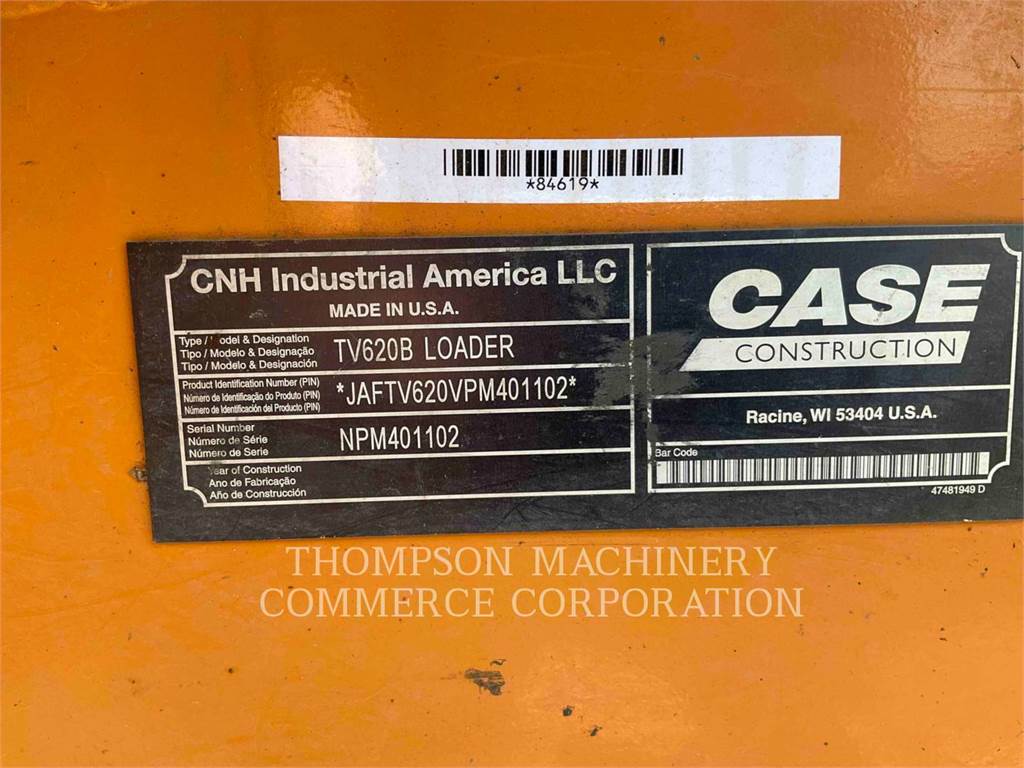 *84619*
CNH Industrial America LLC
MADE IN U.S.A.
Type / Model & Designation
Tipo / Modelo & Designação
Tipo / Modelo & Designación
TV620B LOADER
Product Identification Number (PIN)
Número de Identificação do Produto (PIN)
Número de Identificación del Producto (PIN)
*JAFTV620VPM401102*
Serial Number
Número de Série
Número de Serie
NPM401102
Year of Construction
Ano de Fabricação
Año de Construcción
CASE
CONSTRUCTION
Racine, WI 53404 U.S.A.
Bar Code
47481949 D
THOMPSON MACHINERY
COMMERCE CORPORATION